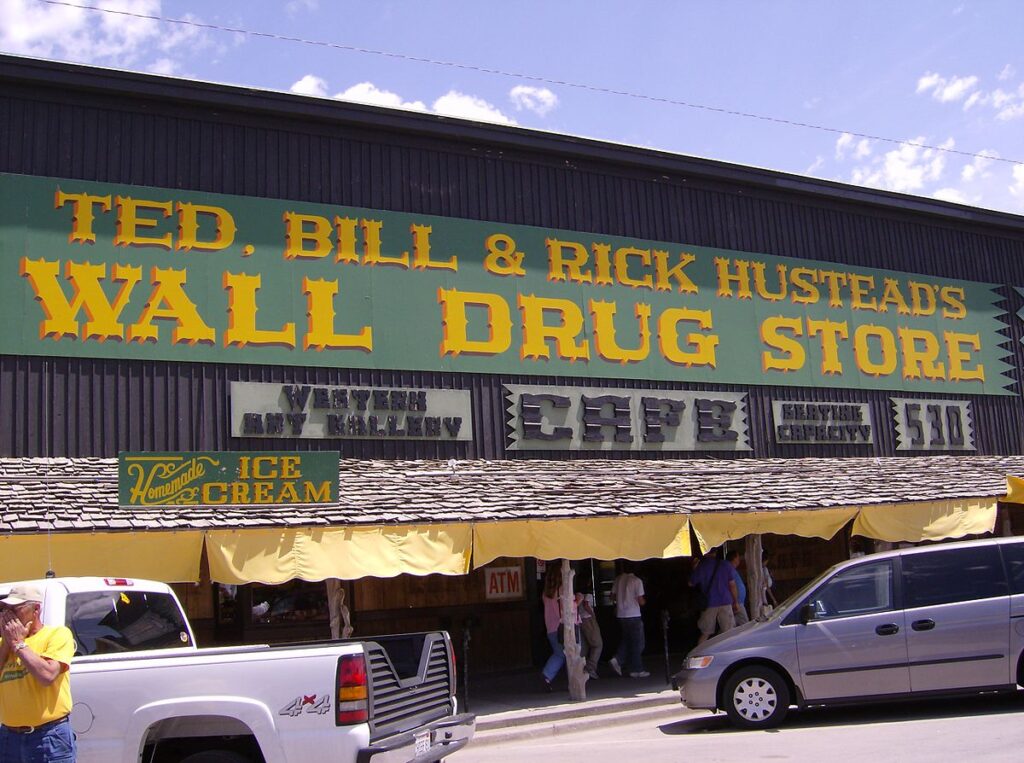 TED, BILL & RICK HUSTEAD'S
WALL DRUG STORE
WESTERN
ART GALLERY
CAFE
SEATING
CAPACITY
530
Homemade
ICE
CREAM
ATM
4X4